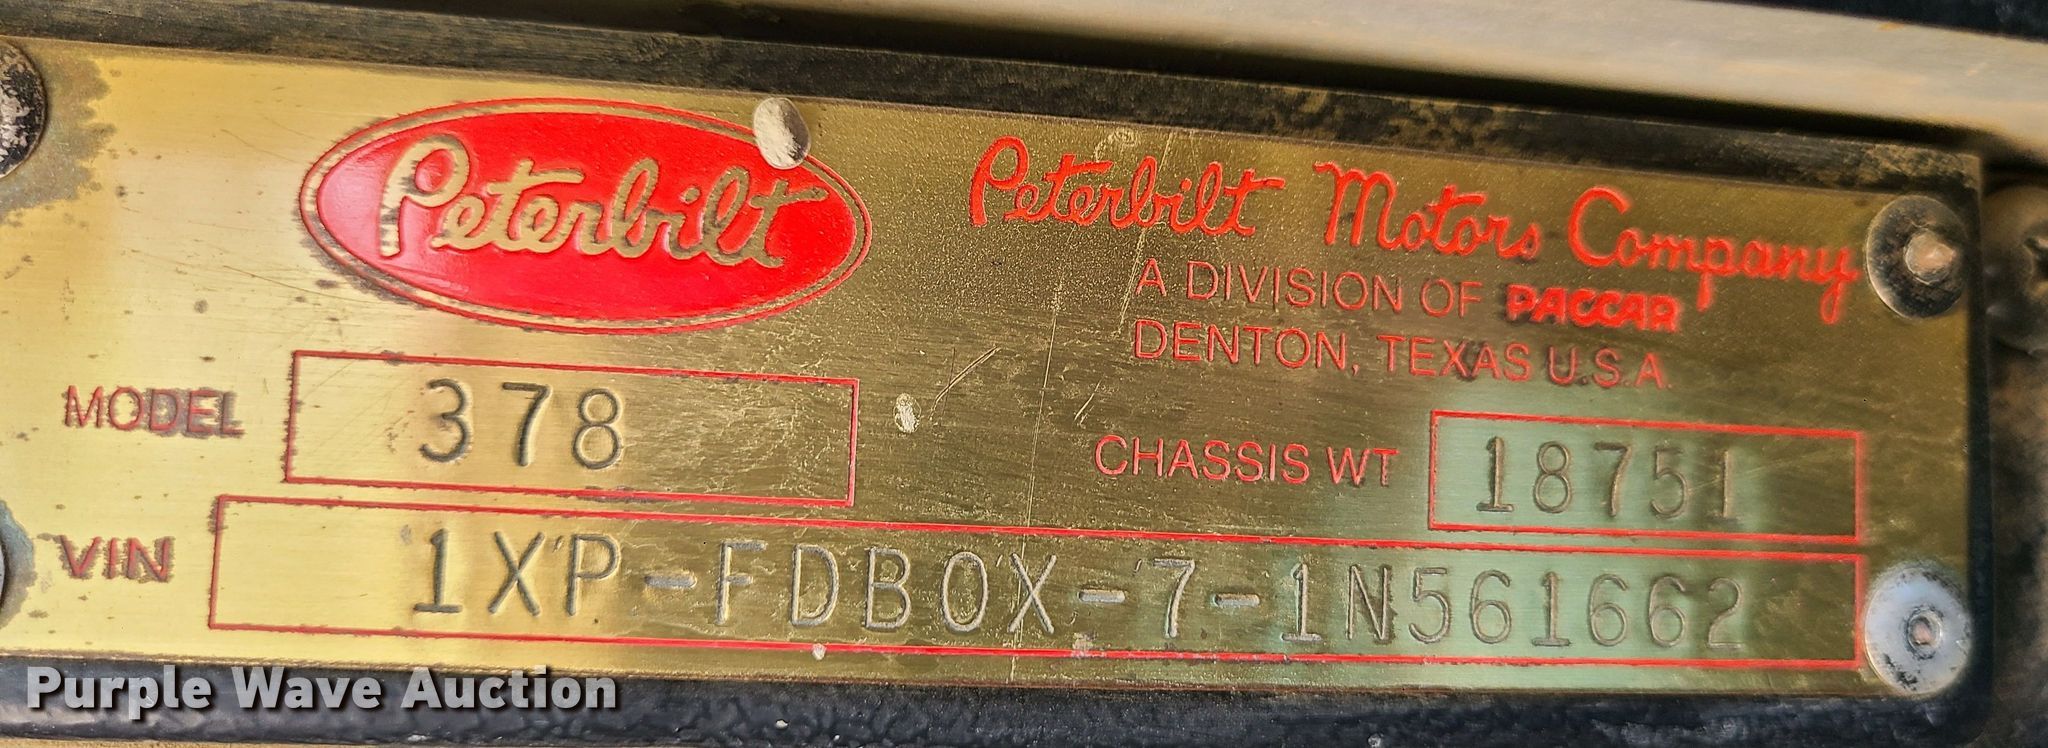 Peterbilt
Peterbilt Motors Company
A DIVISION OF PACCAR
DENTON, TEXAS U.S.A.
MODEL 378
CHASSIS WT 18751
VIN 1XP-FDB0X-7-1N561662
Purple Wave Auction